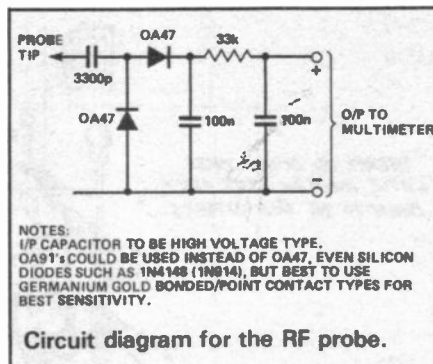 PROBE
TIP
OA47
33k
3300p
+
OA47
100n
100n
O/P TO
MULTIMETER
−
NOTES:
I/P CAPACITOR TO BE HIGH VOLTAGE TYPE.
OA91's COULD BE USED INSTEAD OF OA47, EVEN SILICON
DIODES SUCH AS 1N4148 (1N914), BUT BEST TO USE
GERMANIUM GOLD BONDED/POINT CONTACT TYPES FOR
BEST SENSITIVITY.
Circuit diagram for the RF probe.